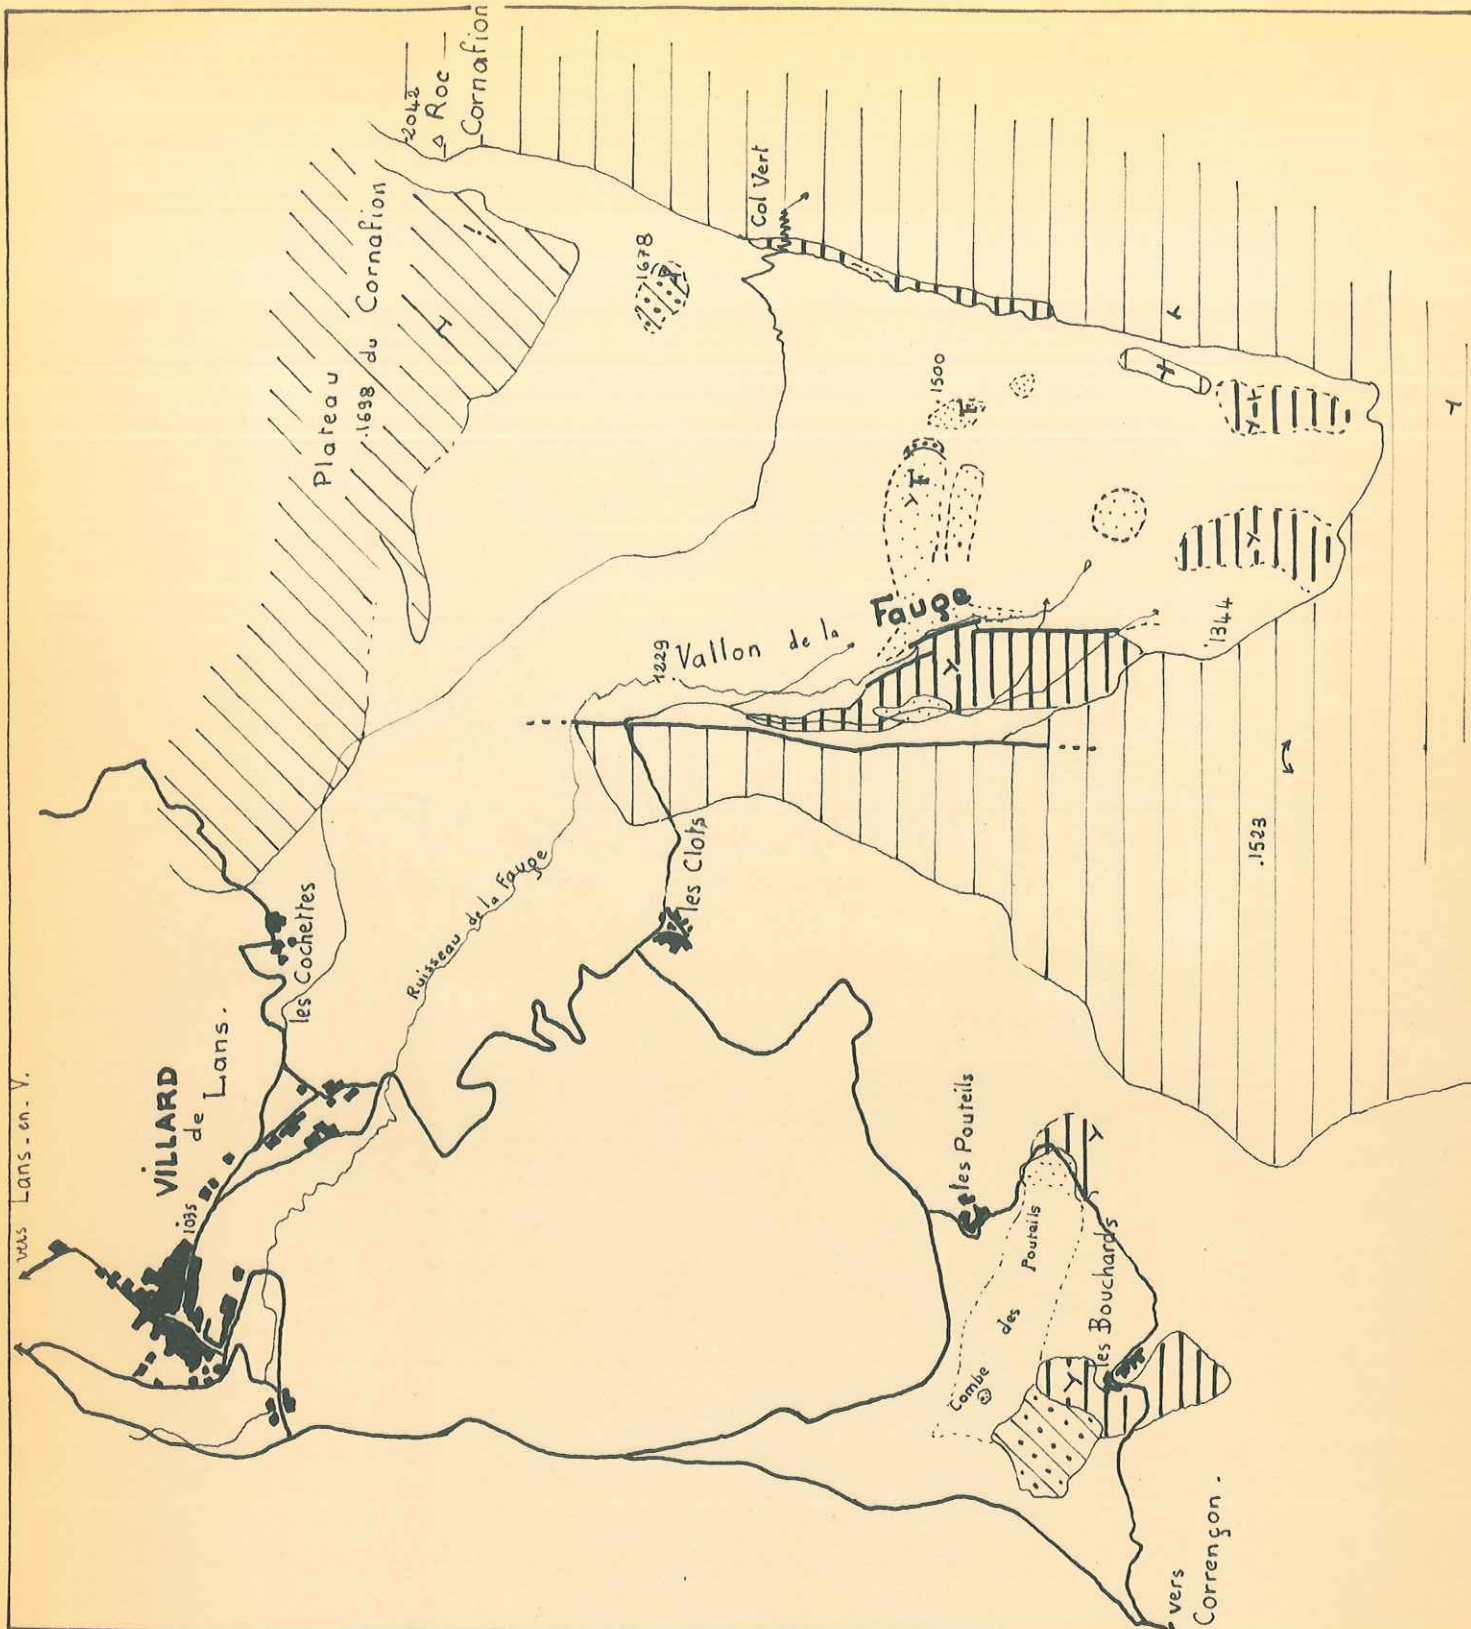 vers Lans-en-V.
VILLARD
de
Lans.
1035
les Cochettes
Ruisseau de la Fauge
les Clots
Plateau
.1698 du Cornafion
.2042
Roc
Cornafion
.1678
Col Vert
.1500
1229
Vallon de la
Fauge
.1344
.1523
les Pouteils
Combe
des
Pouteils
les Bouchards
vers
Corrençon.